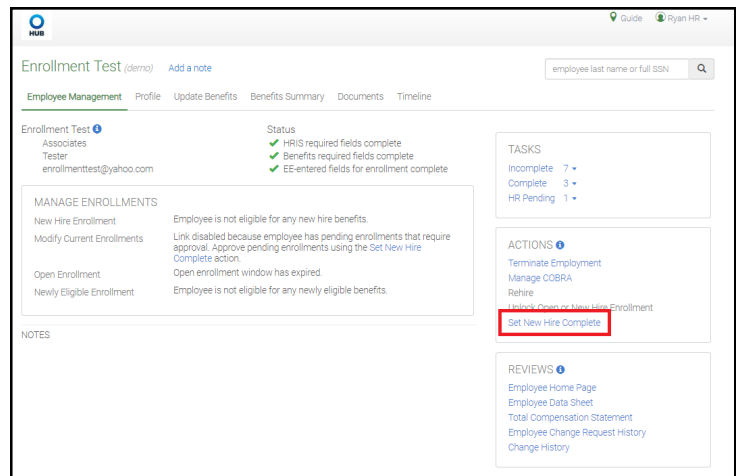 HUB
Guide Ryan HR
Enrollment Test (demo) Add a note
employee last name or full SSN
Employee Management Profile Update Benefits Benefits Summary Documents Timeline
Enrollment Test
Associates
Tester
enrollmenttest@yahoo.com
Status
HRIS required fields complete
Benefits required fields complete
EE-entered fields for enrollment complete
MANAGE ENROLLMENTS
New Hire Enrollment Employee is not eligible for any new hire benefits.
Modify Current Enrollments Link disabled because employee has pending enrollments that require
approval. Approve pending enrollments using the Set New Hire
Complete action.
Open Enrollment Open enrollment window has expired.
Newly Eligible Enrollment Employee is not eligible for any newly eligible benefits.
NOTES
TASKS
Incomplete 7
Complete 3
HR Pending 1
ACTIONS
Terminate Employment
Manage COBRA
Rehire
Unlock Open or New Hire Enrollment
Set New Hire Complete
REVIEWS
Employee Home Page
Employee Data Sheet
Total Compensation Statement
Employee Change Request History
Change History